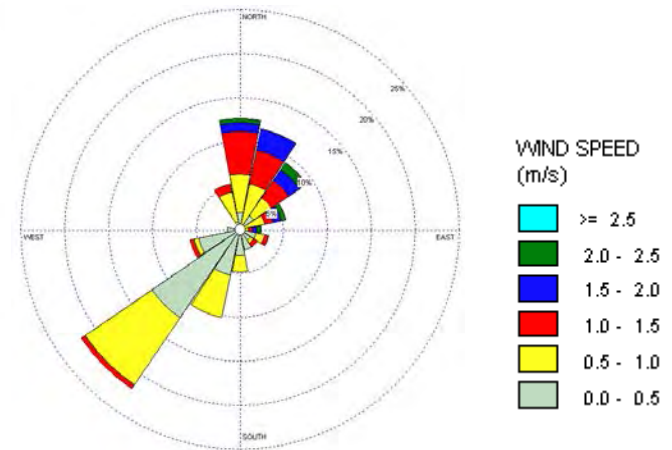 NORTH
25%
20%
15%
10%
5%
WEST
EAST
SOUTH
WIND SPEED
(m/s)
>= 2.5
2.0 - 2.5
1.5 - 2.0
1.0 - 1.5
0.5 - 1.0
0.0 - 0.5